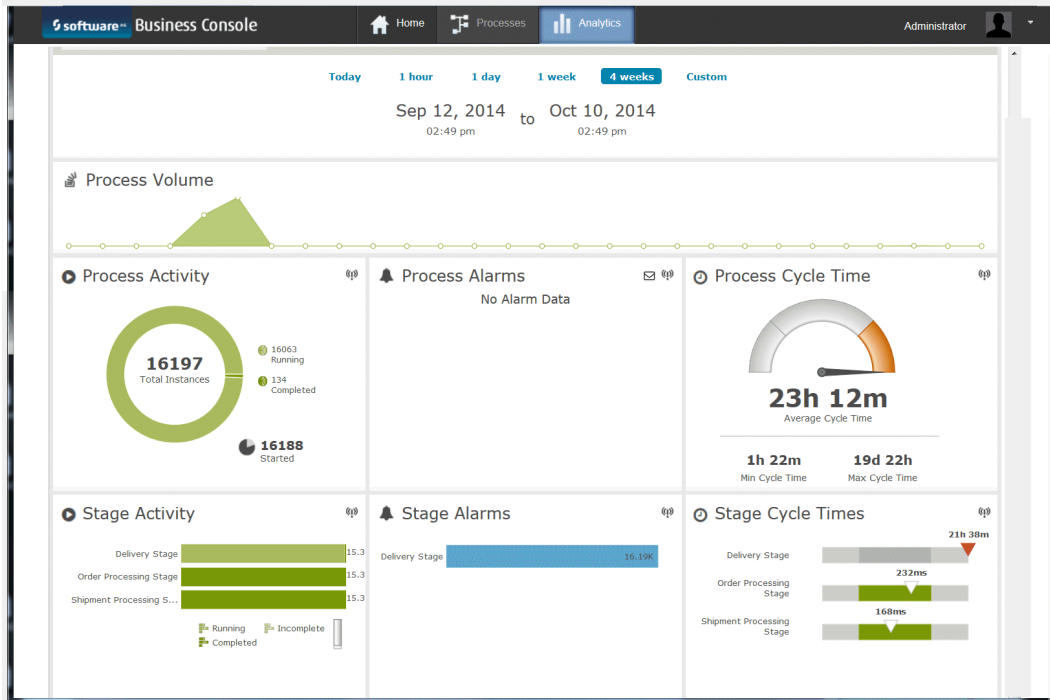 software AG Business Console
Home
Processes
Analytics
Administrator
Today
1 hour
1 day
1 week
4 weeks
Custom
Sep 12, 2014 to Oct 10, 2014
02:49 pm
02:49 pm
Process Volume
Process Activity
16197
Total Instances
16063
Running
134
Completed
16188
Started
Process Alarms
No Alarm Data
Process Cycle Time
23h 12m
Average Cycle Time
1h 22m
Min Cycle Time
19d 22h
Max Cycle Time
Stage Activity
Delivery Stage
15.3
Order Processing Stage
15.3
Shipment Processing S...
15.3
Running
Incomplete
Completed
Stage Alarms
Delivery Stage
16.19K
Stage Cycle Times
21h 38m
Delivery Stage
232ms
Order Processing
Stage
168ms
Shipment Processing
Stage